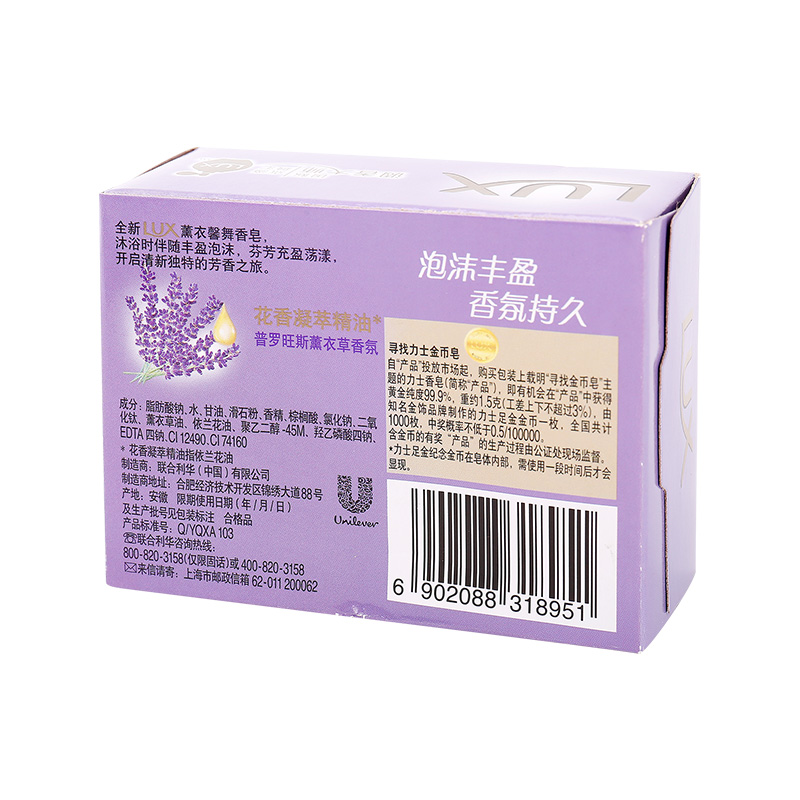 LUX
全新LUX薰衣馨舞香皂,
沐浴时伴随丰盈泡沫，芬芳充盈荡漾,
开启清新独特的芳香之旅。
花香凝萃精油*
普罗旺斯薰衣草香氛
成分：脂肪酸钠、水、甘油、滑石粉、香精、棕榈酸、氯化钠、二氧
化钛、薰衣草油、依兰花油、聚乙二醇-45M、羟乙磷酸四钠、
EDTA 四钠、CI 12490、CI 74160
* 花香凝萃精油指依兰花油
制造商：联合利华（中国）有限公司
制造商地址：合肥经济技术开发区锦绣大道88号
产地：安徽 限期使用日期（年/月/日）
及生产批号见包装标注 合格品
产品标准号：Q/YQXA 103
联合利华咨询热线：
800-820-3158(仅限固话)或 400-820-3158
来信请寄：上海市邮政信箱 62-011 200062
Unilever
泡沫丰盈
香氛持久
寻找力士金币皂
自“产品”投放市场起，购买包装上载明“寻找金币皂”主
题的力士香皂(简称“产品”)，即有机会在“产品”中获得
黄金纯度99.9%，重约1.5克(工差上下不超过3%)，由
知名金饰品牌制作的力士足金金币一枚，全国共计
1000枚，中奖概率不低于0.5/100000。
含金币的有奖“产品”的生产过程由公证处现场监督。
*力士足金纪念金币在皂体内部，需使用一段时间后才会
显现。
6 902088 318951
LUX